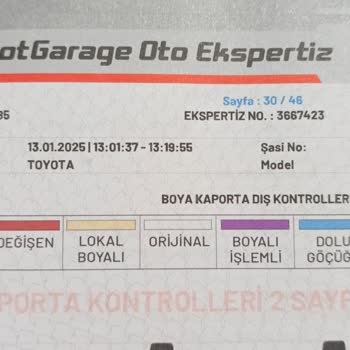 otGarage Oto Ekspertiz
Sayfa : 30 / 46
35 EKSPERTİZ NO. : 3667423
13.01.2025 | 13:01:37 - 13:19:55 Şasi No:
TOYOTA Model
BOYA KAPORTA DIŞ KONTROLLER
DEĞİŞEN LOKAL BOYALI ORİJİNAL BOYALI İŞLEMLİ DOLU GÖÇÜĞ
PORTA KONTROLLERİ 2 SAYF